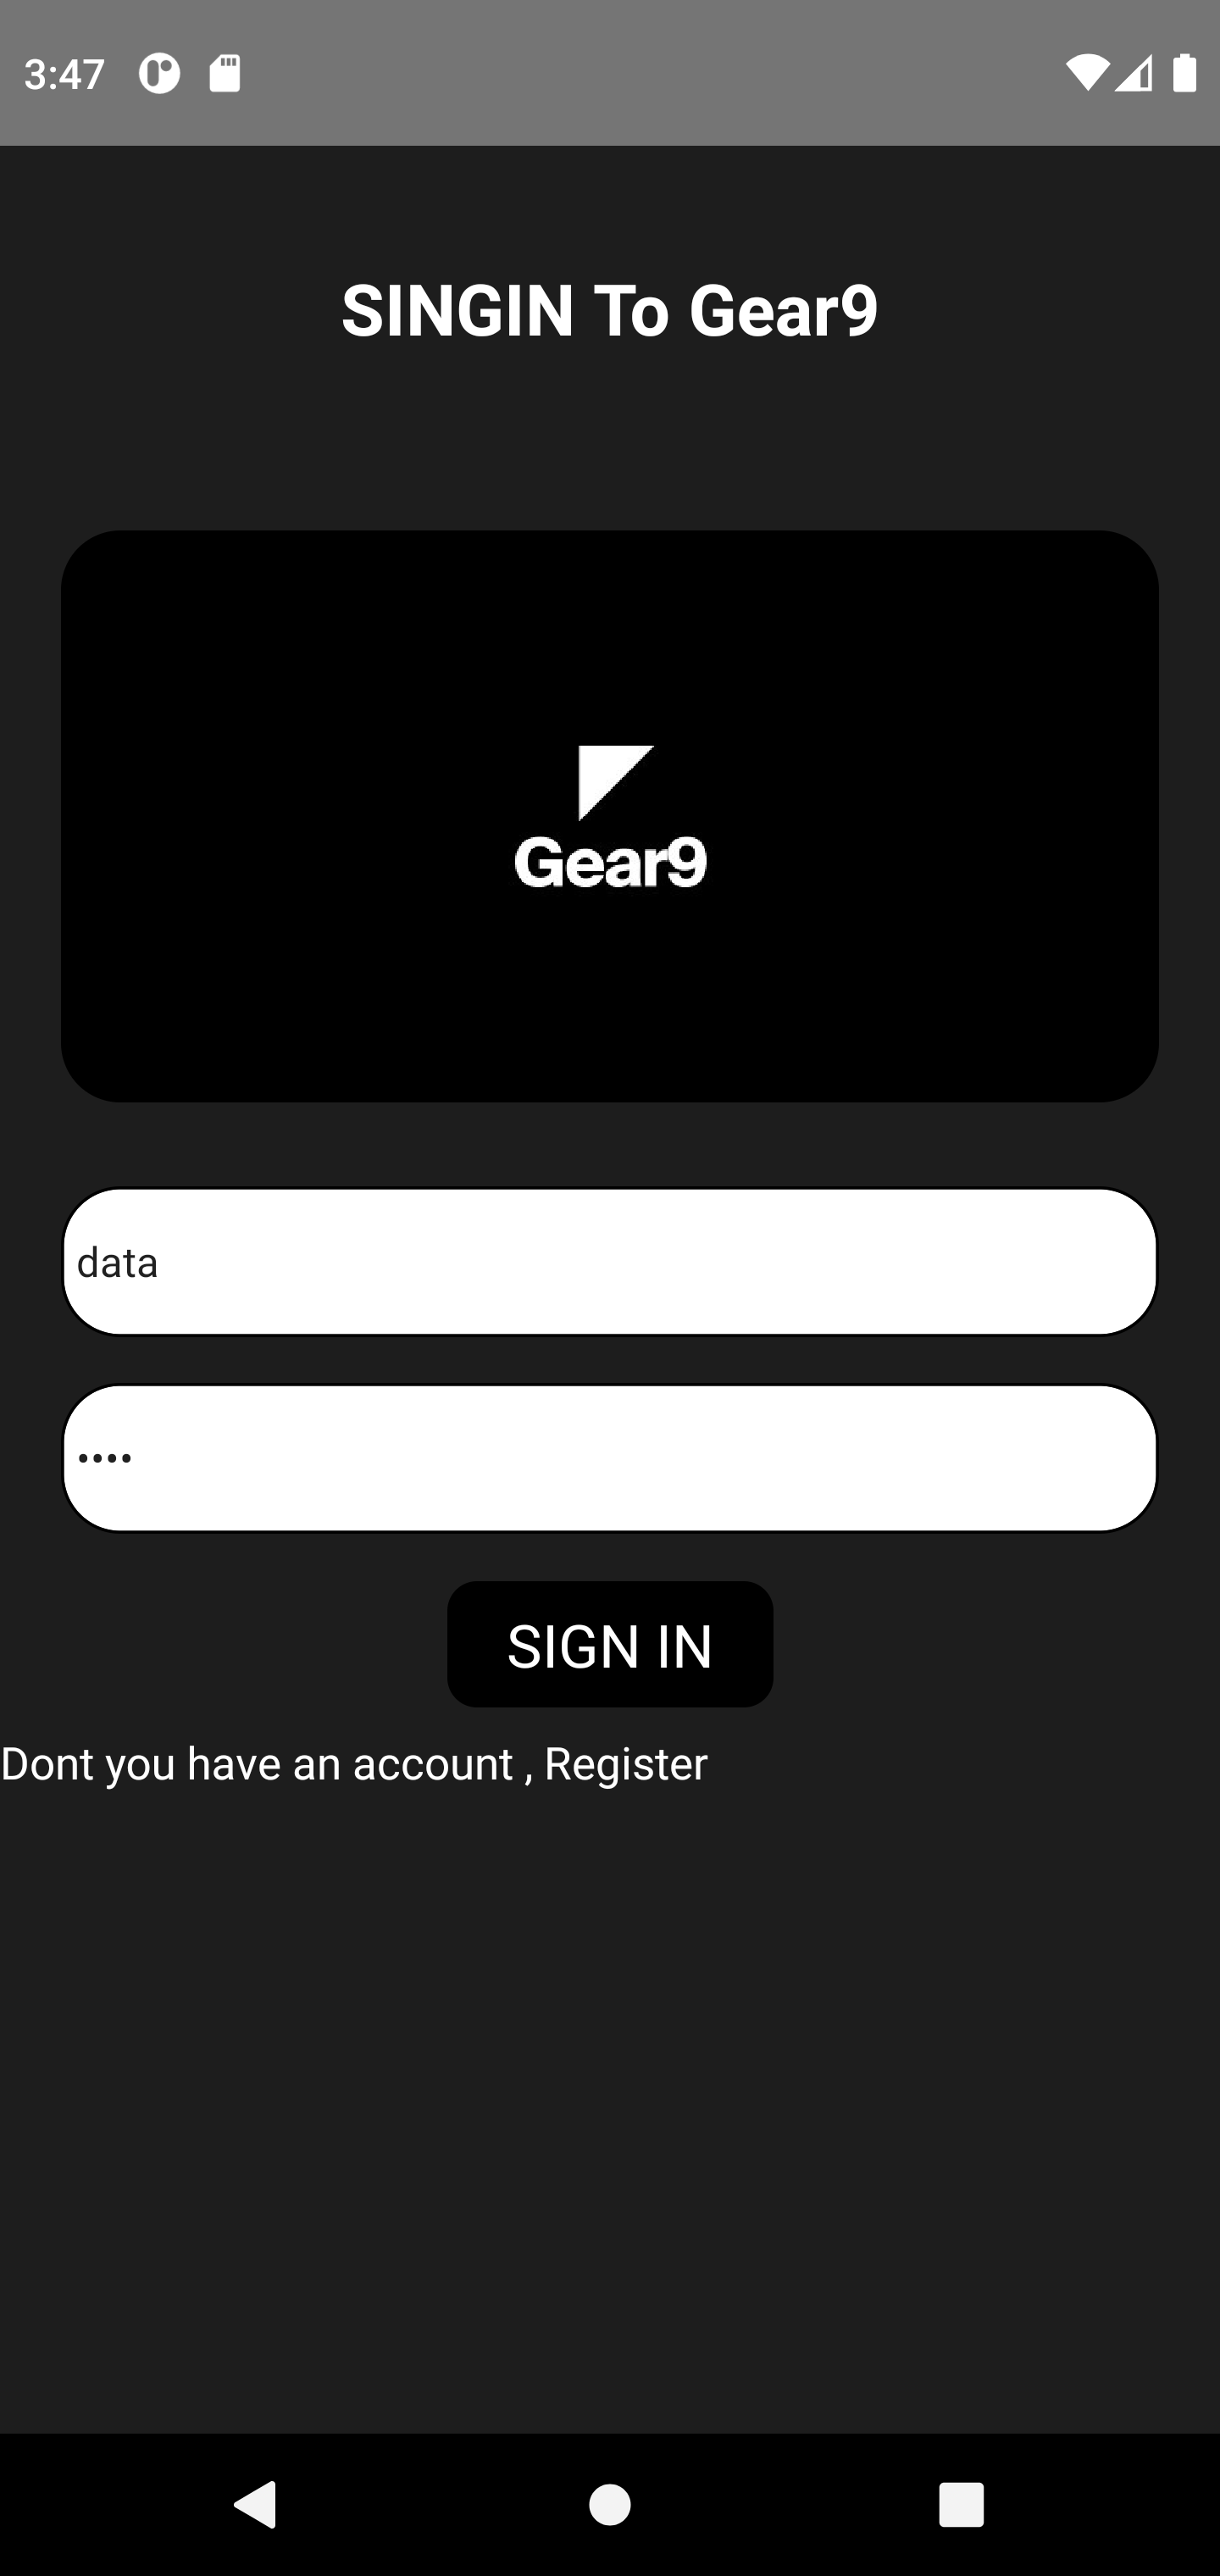 3:47
SINGIN To Gear9
Gear9
data
••••
SIGN IN
Dont you have an account , Register